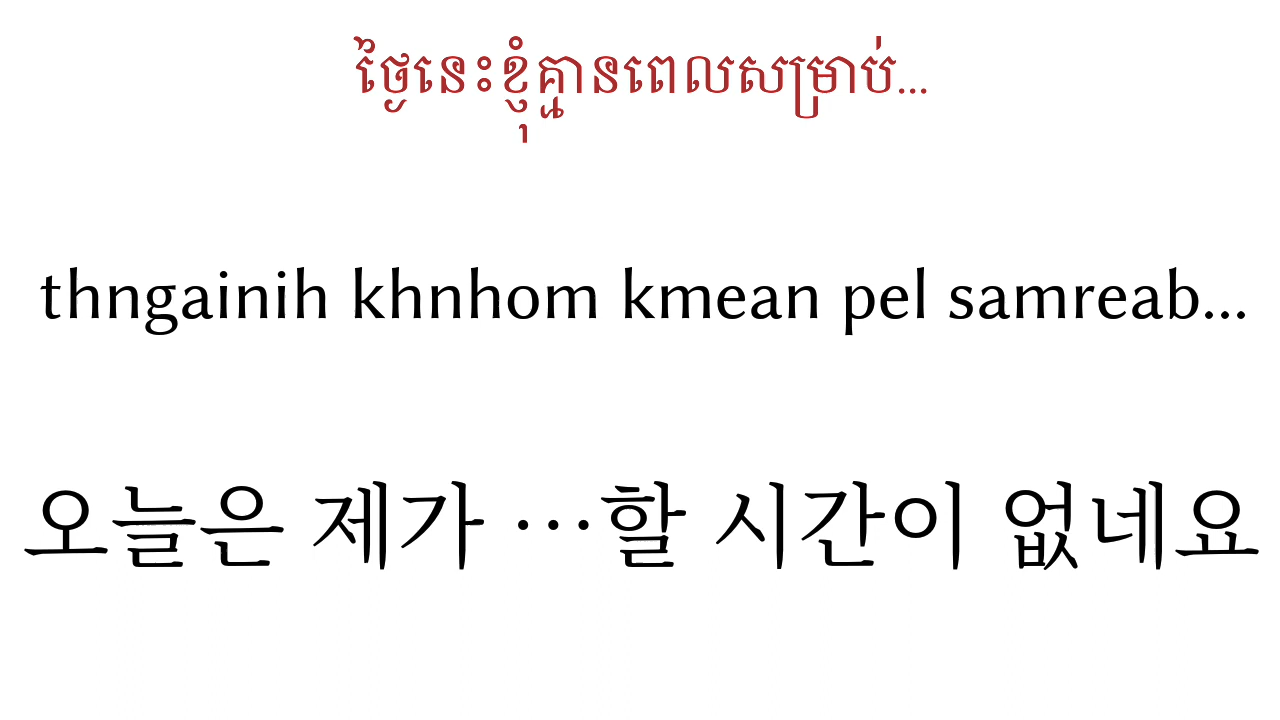 ថ្ងៃនេះខ្ញុំគ្មានពេលសម្រាប់...
thngainih khnhom kmean pel samreab...
오늘은 제가 …할 시간이 없네요